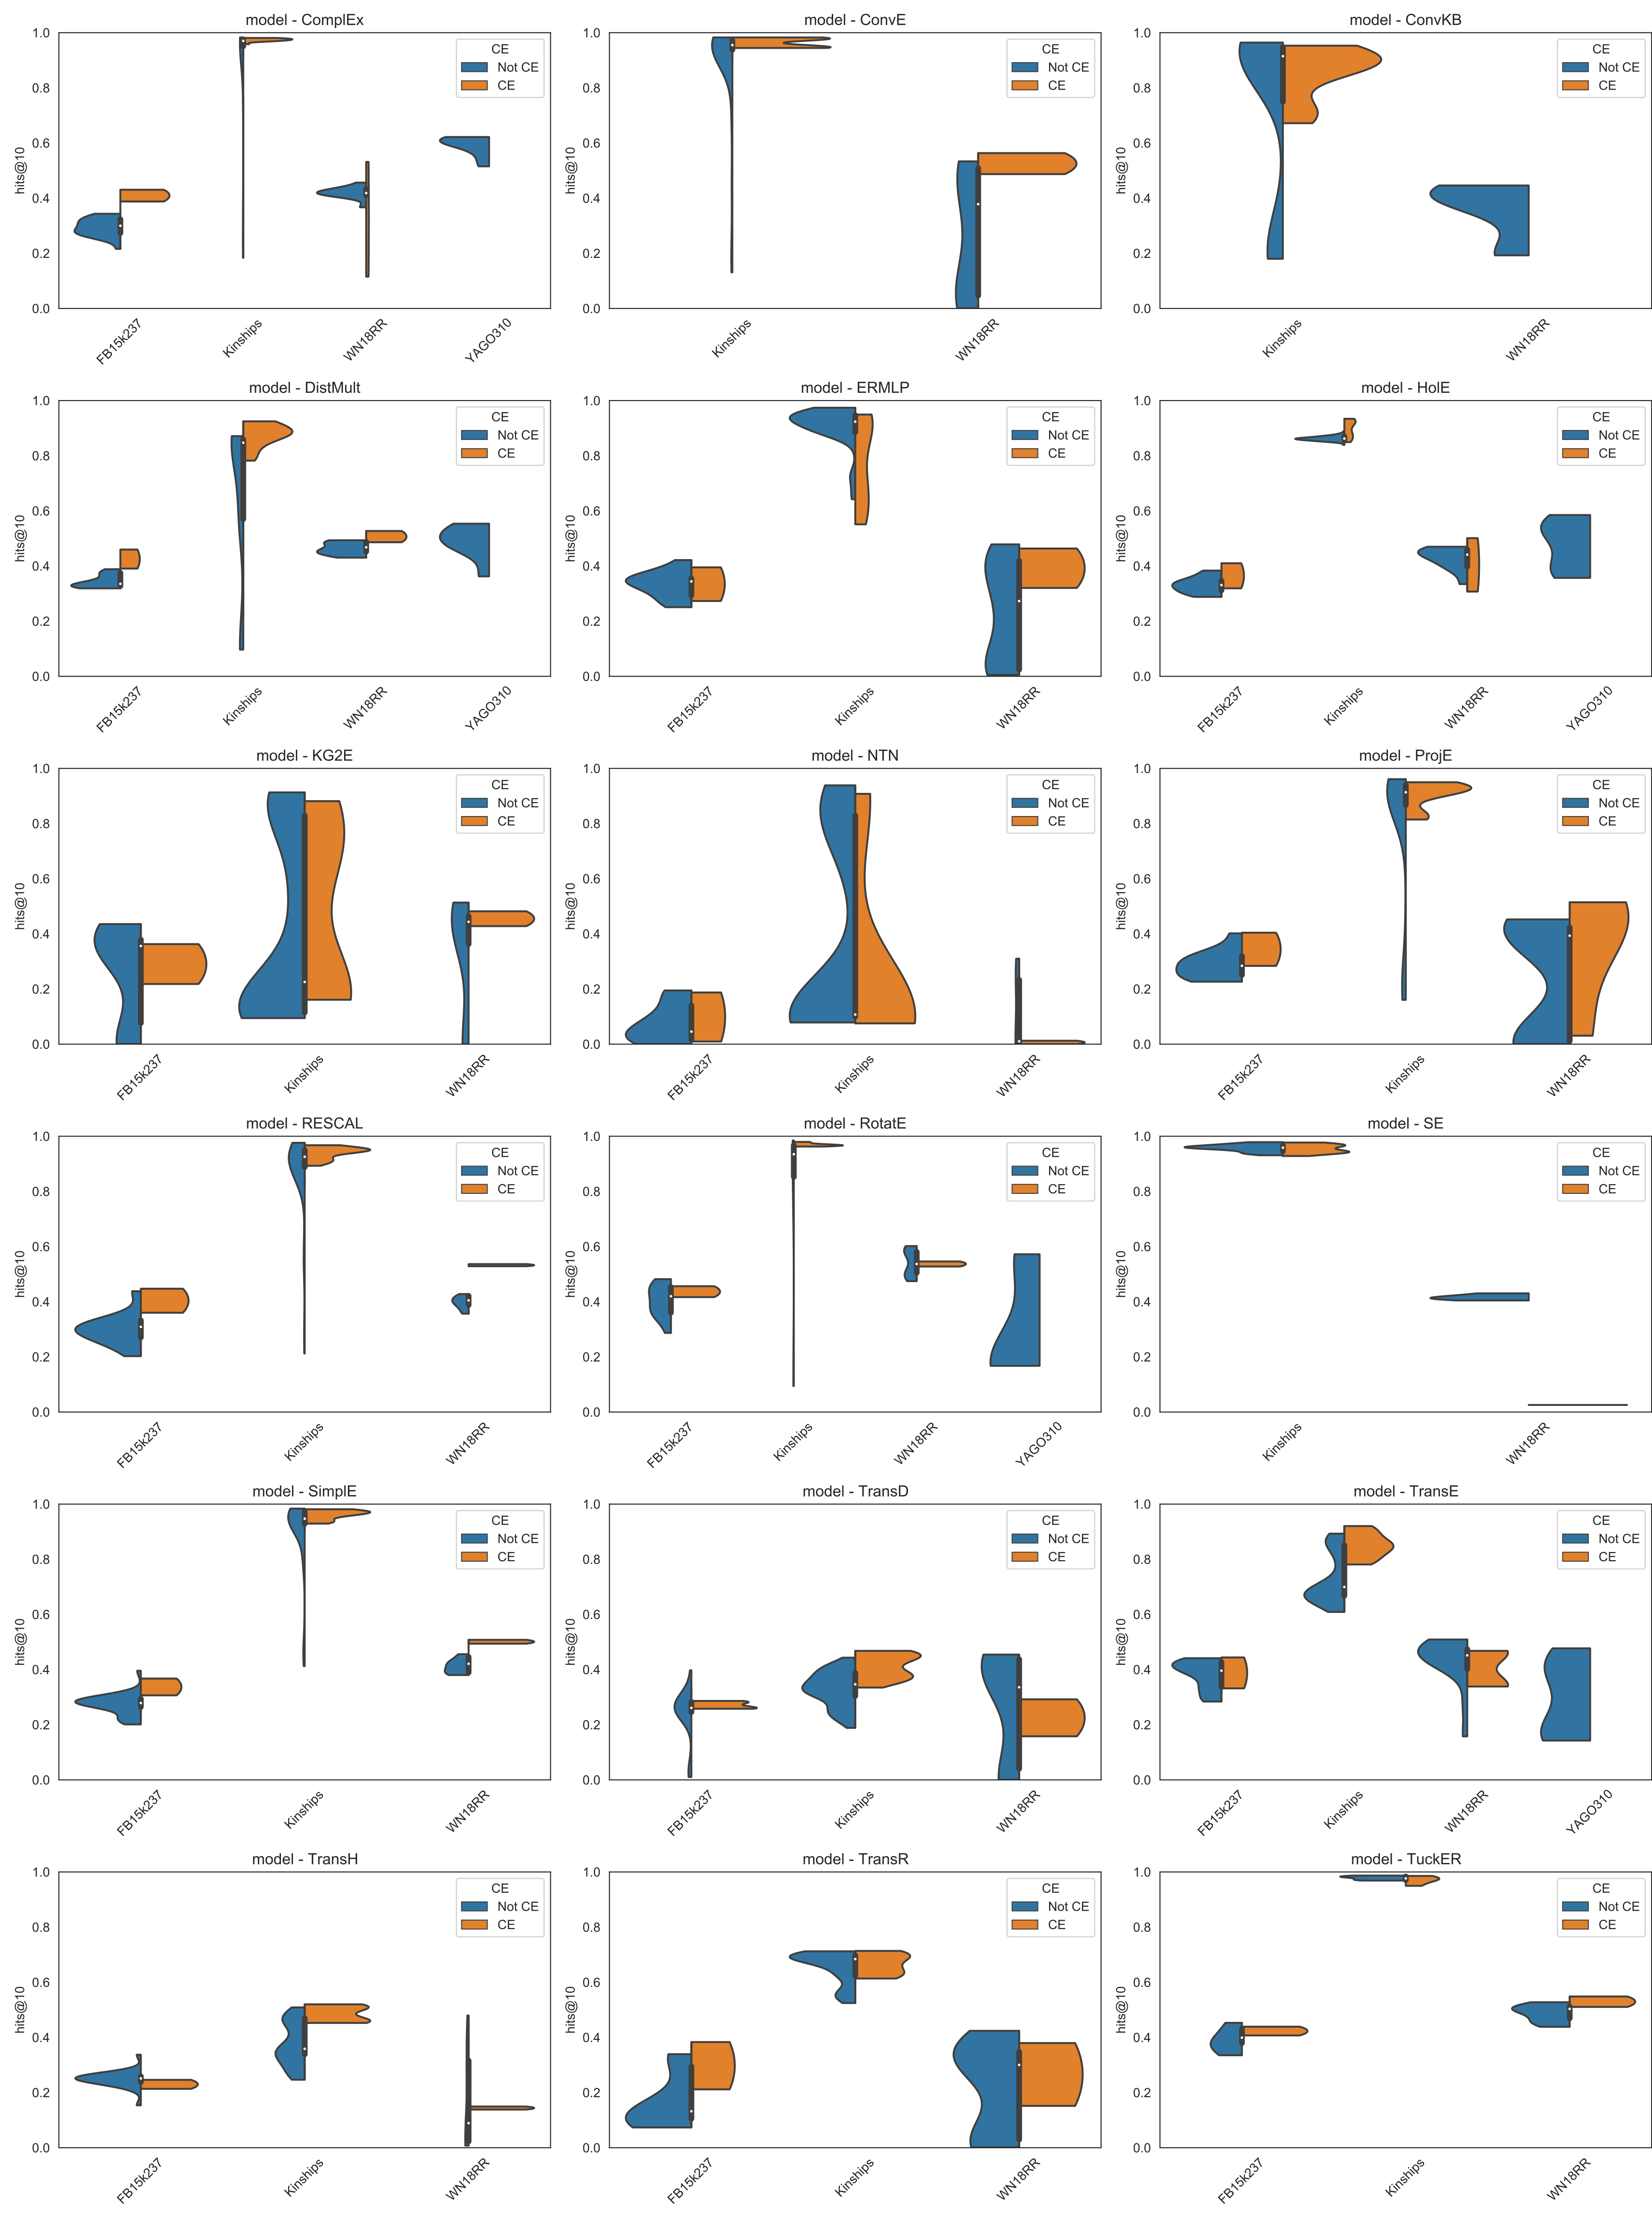 model - ComplEx
model - ConvE
model - ConvKB
1.0
0.8
0.6
0.4
0.2
0.0
hits@10
CE
Not CE
CE
FB15k237
Kinships
WN18RR
YAGO310
1.0
0.8
0.6
0.4
0.2
0.0
hits@10
CE
Not CE
CE
Kinships
WN18RR
1.0
0.8
0.6
0.4
0.2
0.0
hits@10
CE
Not CE
CE
Kinships
WN18RR
model - DistMult
model - ERMLP
model - HolE
1.0
0.8
0.6
0.4
0.2
0.0
hits@10
CE
Not CE
CE
FB15k237
Kinships
WN18RR
YAGO310
1.0
0.8
0.6
0.4
0.2
0.0
hits@10
CE
Not CE
CE
FB15k237
Kinships
WN18RR
1.0
0.8
0.6
0.4
0.2
0.0
hits@10
CE
Not CE
CE
FB15k237
Kinships
WN18RR
YAGO310
model - KG2E
model - NTN
model - ProjE
1.0
0.8
0.6
0.4
0.2
0.0
hits@10
CE
Not CE
CE
FB15k237
Kinships
WN18RR
1.0
0.8
0.6
0.4
0.2
0.0
hits@10
CE
Not CE
CE
FB15k237
Kinships
WN18RR
1.0
0.8
0.6
0.4
0.2
0.0
hits@10
CE
Not CE
CE
FB15k237
Kinships
WN18RR
model - RESCAL
model - RotatE
model - SE
1.0
0.8
0.6
0.4
0.2
0.0
hits@10
CE
Not CE
CE
FB15k237
Kinships
WN18RR
1.0
0.8
0.6
0.4
0.2
0.0
hits@10
CE
Not CE
CE
FB15k237
Kinships
WN18RR
YAGO310
1.0
0.8
0.6
0.4
0.2
0.0
hits@10
CE
Not CE
CE
Kinships
WN18RR
model - SimplE
model - TransD
model - TransE
1.0
0.8
0.6
0.4
0.2
0.0
hits@10
CE
Not CE
CE
FB15k237
Kinships
WN18RR
1.0
0.8
0.6
0.4
0.2
0.0
hits@10
CE
Not CE
CE
FB15k237
Kinships
WN18RR
1.0
0.8
0.6
0.4
0.2
0.0
hits@10
CE
Not CE
CE
FB15k237
Kinships
WN18RR
YAGO310
model - TransH
model - TransR
model - TuckER
1.0
0.8
0.6
0.4
0.2
0.0
hits@10
CE
Not CE
CE
FB15k237
Kinships
WN18RR
1.0
0.8
0.6
0.4
0.2
0.0
hits@10
CE
Not CE
CE
FB15k237
Kinships
WN18RR
1.0
0.8
0.6
0.4
0.2
0.0
hits@10
CE
Not CE
CE
FB15k237
Kinships
WN18RR